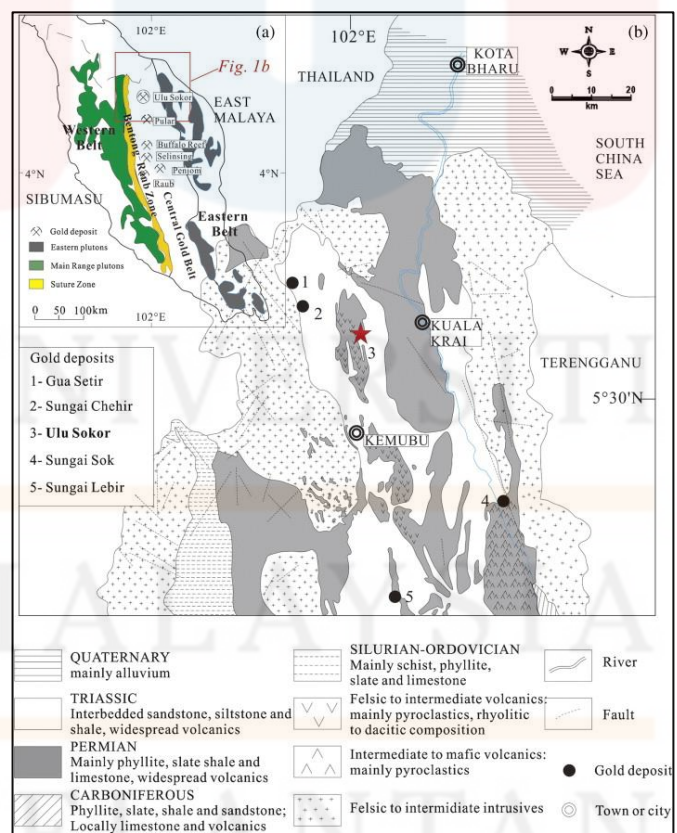 102°E
(a)
Fig. 1b
Ulu Sokor
EAST
MALAYA
Pulai
Western
Belt
Bentong
Raub Zone
Buffalo Reef
Selinsing
Penjom
Raub
4°N
4°N
SIBUMASU
Central Gold Belt
Eastern
Belt
Gold deposit
Eastern plutons
Main Range plutons
Suture Zone
0 50 100km
102°E
102°E
(b)
THAILAND
KOTA
BHARU
N
W E
S
0 10 20
km
SOUTH
CHINA
SEA
1
2
3
KUALA
KRAI
TERENGGANU
5°30'N
KEMUBU
4
5
Gold deposits
1- Gua Setir
2- Sungai Chehir
3- Ulu Sokor
4- Sungai Sok
5- Sungai Lebir
QUATERNARY
mainly alluvium
TRIASSIC
Interbedded sandstone, siltstone and
shale, widespread volcanics
PERMIAN
Mainly phyllite, slate shale and
limestone, widespread volcanics
CARBONIFEROUS
Phyllite, slate, shale and sandstone;
Locally limestone and volcanics
SILURIAN-ORDOVICIAN
Mainly schist, phyllite,
slate and limestone
Felsic to intermediate volcanics:
mainly pyroclastics, rhyolitic
to dacitic composition
Intermediate to mafic volcanics:
mainly pyroclastics
Felsic to intermidiate intrusives
River
Fault
Gold deposit
Town or city
UNIVERSITI
MALAYSIA
KELANTAN